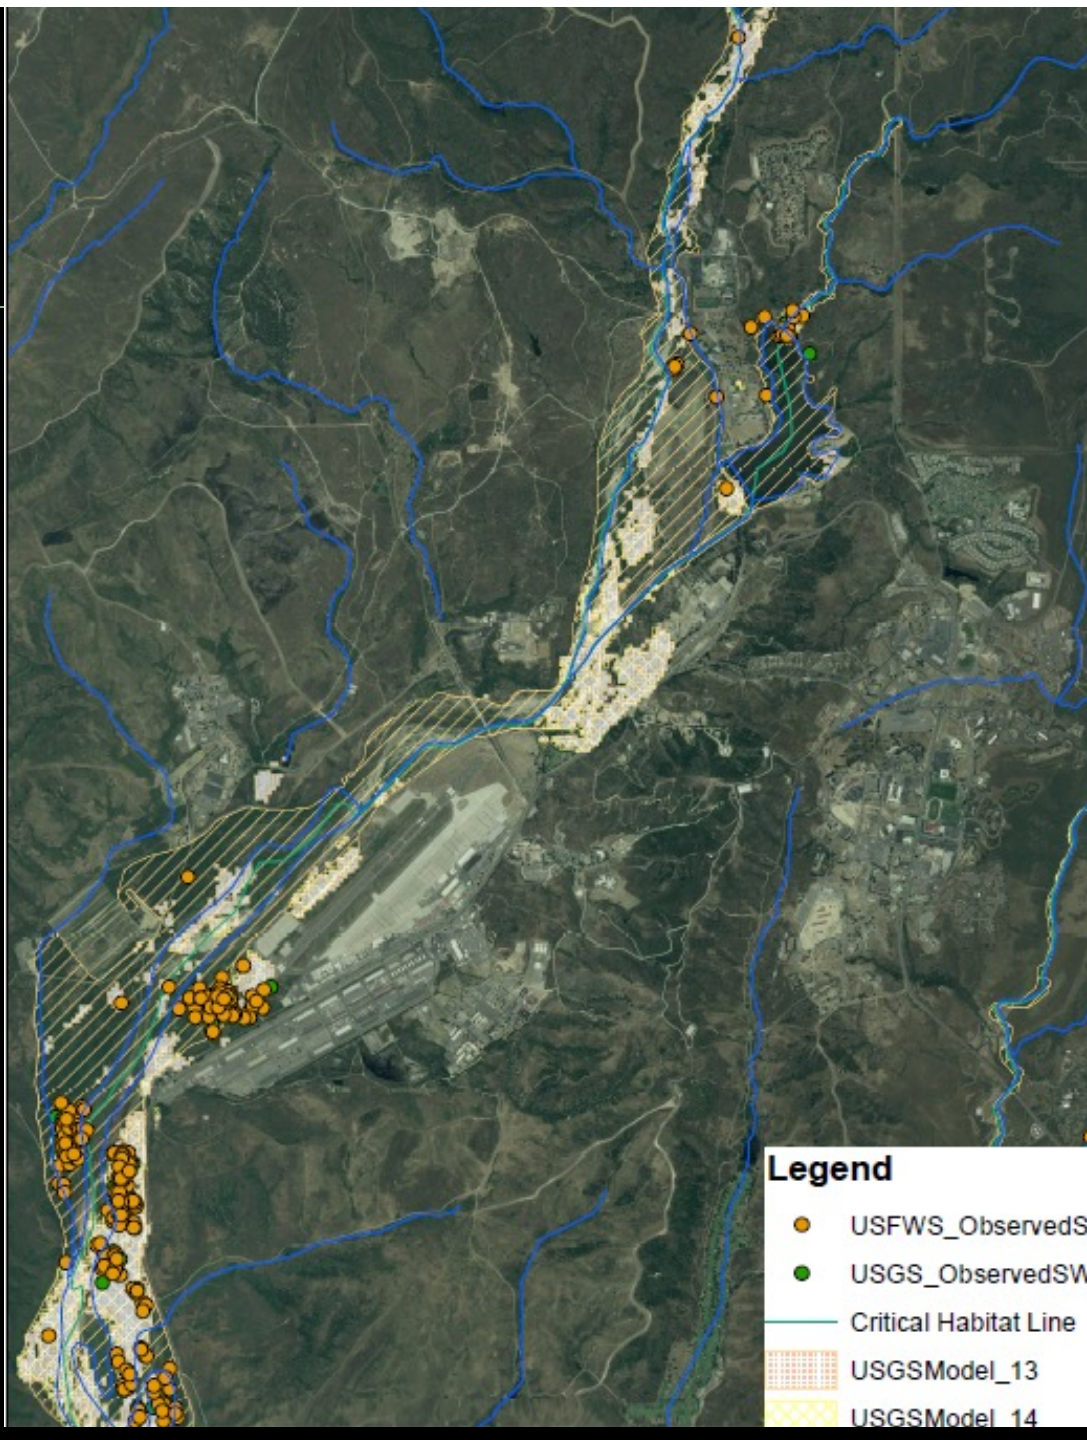 Legend
USFWS_ObservedS
USGS_ObservedSW
Critical Habitat Line
USGSModel_13
USGSModel_14